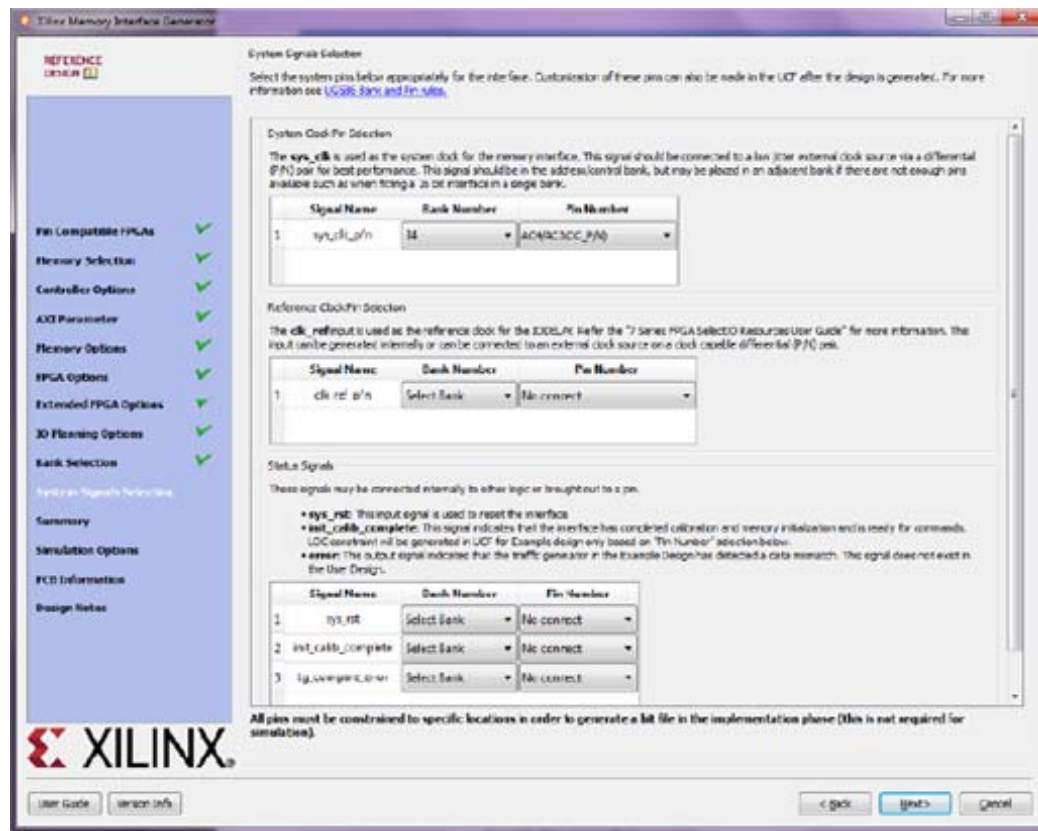 Xilinx Memory Interface Generator
REFERENCE
DESIGN
System Signals Selection
Select the system pins below appropriately for the interface. Customization of these pins can also be made in the UCF after the design is generated. For more
information see UG586 Bank and Pin rules.
System Clock Pin Selection
The sys_clk is used as the system clock for the memory interface. This signal should be connected to a low jitter external clock source via a differential
(P/N) pair for best performance. This signal should be in the address/control bank, but may be placed in an adjacent bank if there are not enough pins
available such as when fitting a 16 bit interface in a single bank.
Signal Name Bank Number Pin Number
1 sys_clk_p/n 34
Reference Clock Pin Selection
The clk_ref input is used as the reference clock for the IODELAY. Refer the "7 Series FPGA SelectIO Resources User Guide" for more information. This
input can be generated internally or can be connected to an external clock source on a clock capable differential (P/N) pair.
Signal Name Bank Number Pin Number
1 clk_ref_p/n Select Bank No connect
Status Signals
These signals may be connected internally to other logic or brought out to a pin.
• sys_rst: This input signal is used to reset the interface
• init_calib_complete: This signal indicates that the interface has completed calibration and memory initialization and is ready for commands.
LOC constraint will be generated in UCF for Example design only based on "Pin Number" selection below.
• error: The output signal indicates that the traffic generator in the Example Design has detected a data mismatch. This signal does not exist in
the User Design.
Signal Name Bank Number Pin Number
1 sys_rst Select Bank No connect
2 init_calib_complete Select Bank No connect
3 tg_compare_error Select Bank No connect
All pins must be constrained to specific locations in order to generate a bit file in the implementation phase (this is not required for
simulation).
Pin Compatible FPGAs
Memory Selection
Controller Options
AXI Parameter
Memory Options
FPGA Options
Extended FPGA Options
IO Planning Options
Bank Selection
System Signals Selection
Summary
Simulation Options
PCB Information
Design Notes
XILINX
User Guide Version Info < Back Next> Cancel